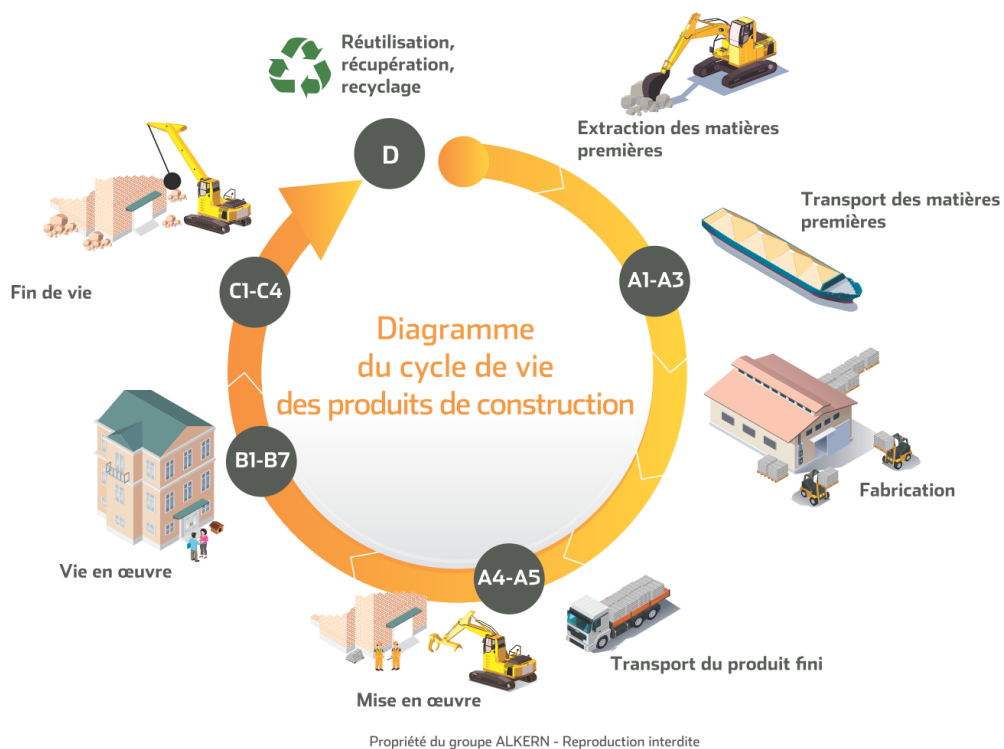 Réutilisation,
récupération,
recyclage
D
Extraction des matières
premières
Transport des matières
premières
A1-A3
C1-C4
Fin de vie
Diagramme
du cycle de vie
des produits de construction
B1-B7
Fabrication
Vie en œuvre
A4-A5
Transport du produit fini
Mise en œuvre
Propriété du groupe ALKERN - Reproduction interdite